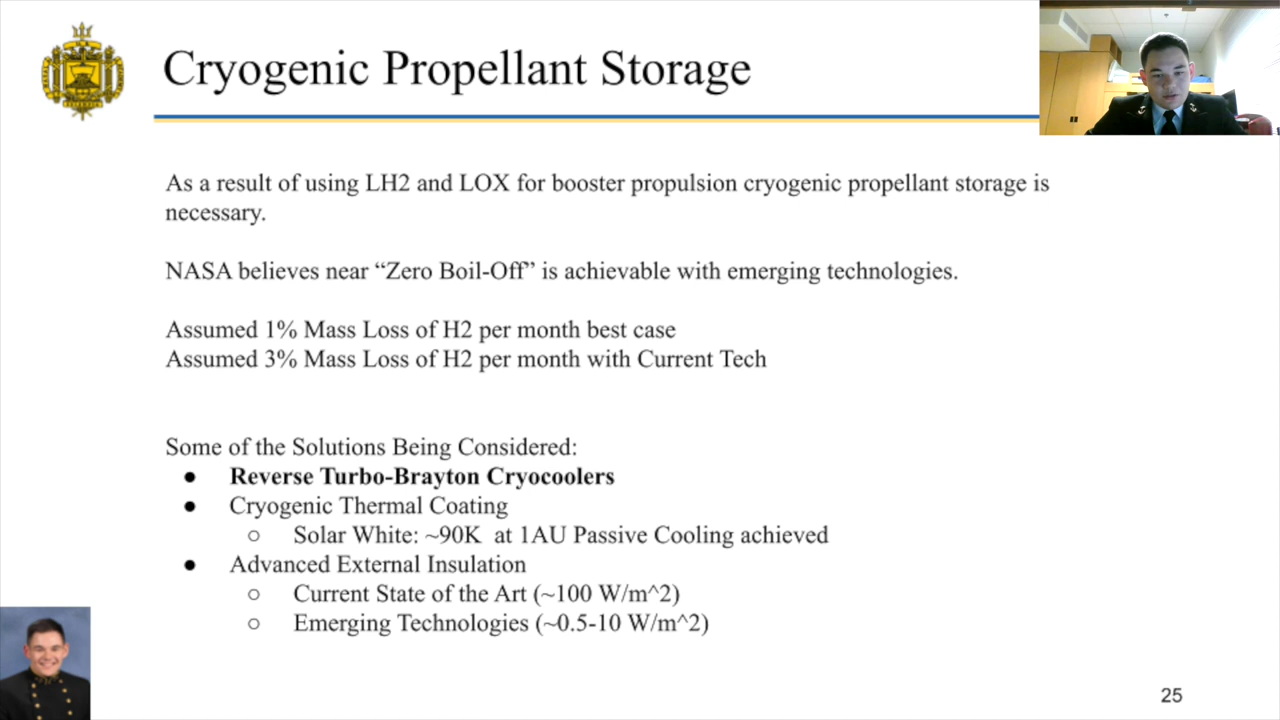 Cryogenic Propellant Storage
As a result of using LH2 and LOX for booster propulsion cryogenic propellant storage is
necessary.
NASA believes near “Zero Boil-Off” is achievable with emerging technologies.
Assumed 1% Mass Loss of H2 per month best case
Assumed 3% Mass Loss of H2 per month with Current Tech
Some of the Solutions Being Considered:
● Reverse Turbo-Brayton Cryocoolers
● Cryogenic Thermal Coating
○ Solar White: ~90K at 1AU Passive Cooling achieved
● Advanced External Insulation
○ Current State of the Art (~100 W/m^2)
○ Emerging Technologies (~0.5-10 W/m^2)
25